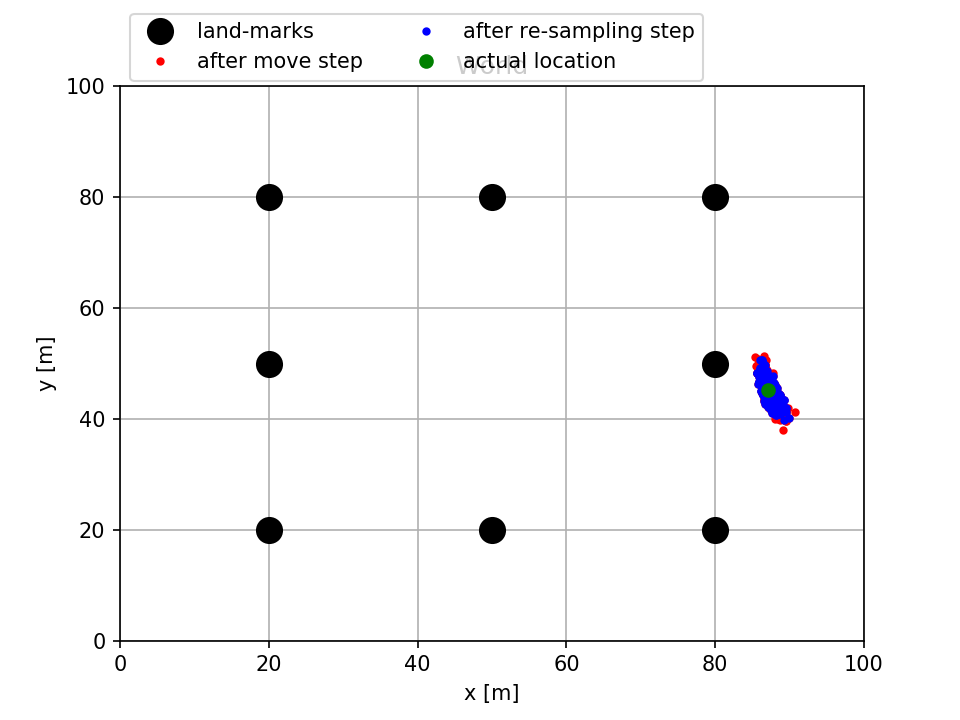 land-marks
after re-sampling step
after move step
actual location
World
100
80
60
40
20
0
y [m]
0 20 40 60 80 100
x [m]